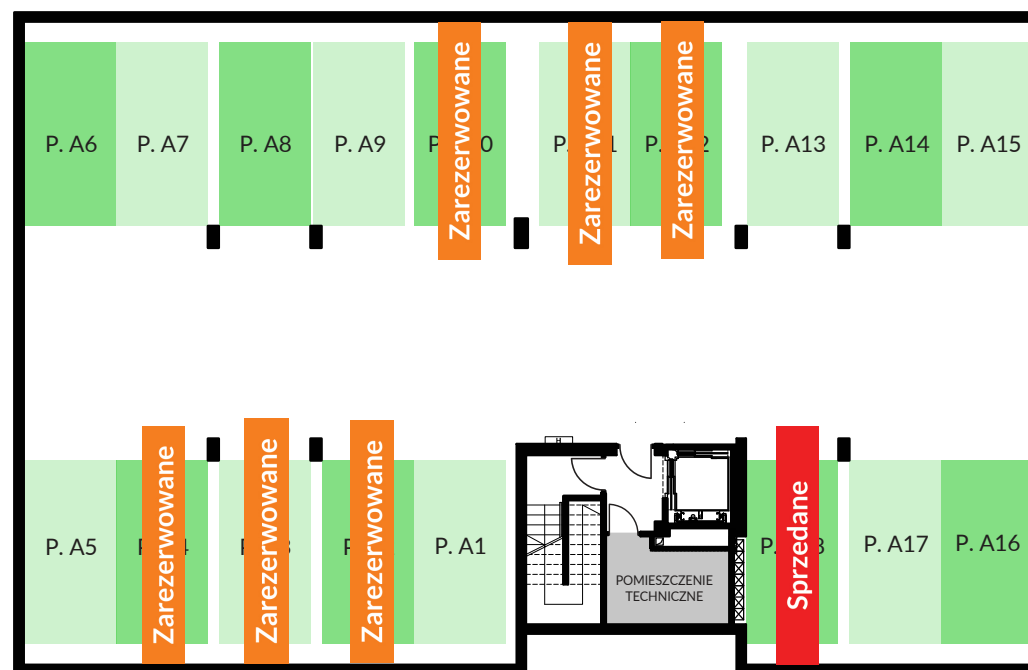 P. A6
P. A7
P. A8
P. A9
Zarezerwowane
Zarezerwowane
Zarezerwowane
P. A13
P. A14
P. A15
P. A5
Zarezerwowane
Zarezerwowane
Zarezerwowane
P. A1
H
POMIESZCZENIE
TECHNICZNE
Sprzedane
P. A17
P. A16